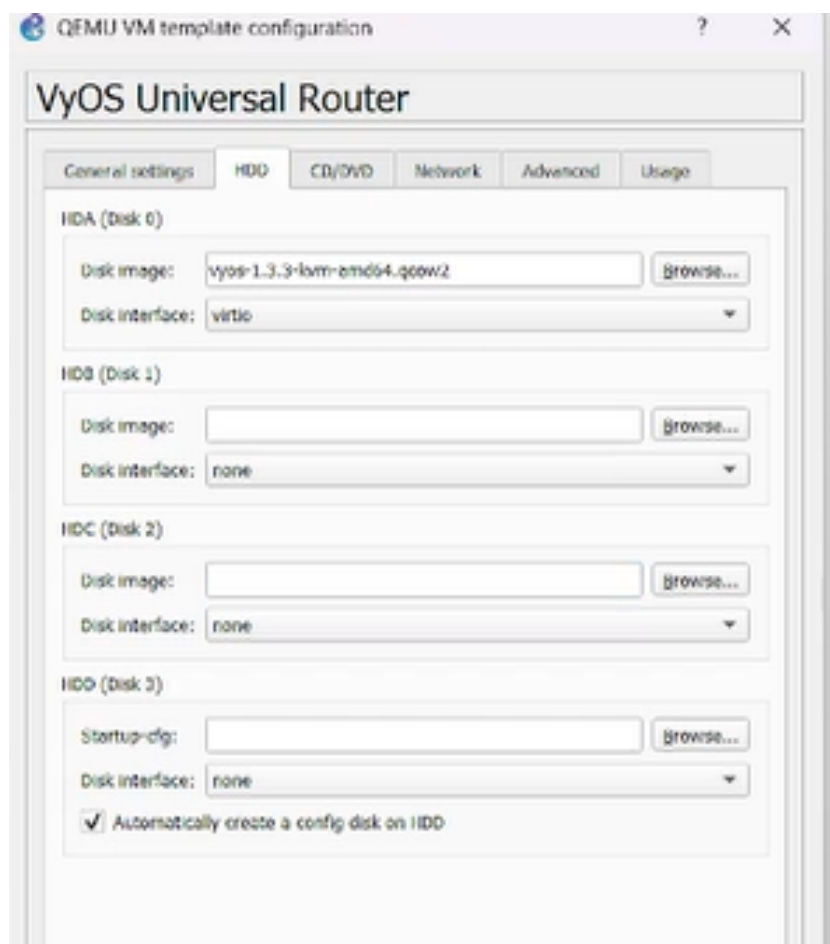 QEMU VM template configuration ? ×
VyOS Universal Router
General settings HDD CD/DVD Network Advanced Usage
HDA (Disk 0)
Disk image: vyos-1.3.3-kvm-amd64.qcow2 Browse...
Disk interface: virtio
HDB (Disk 1)
Disk image: Browse...
Disk interface: none
HDC (Disk 2)
Disk image: Browse...
Disk interface: none
HDD (Disk 3)
Startup-cfg: Browse...
Disk interface: none
Automatically create a config disk on HDD